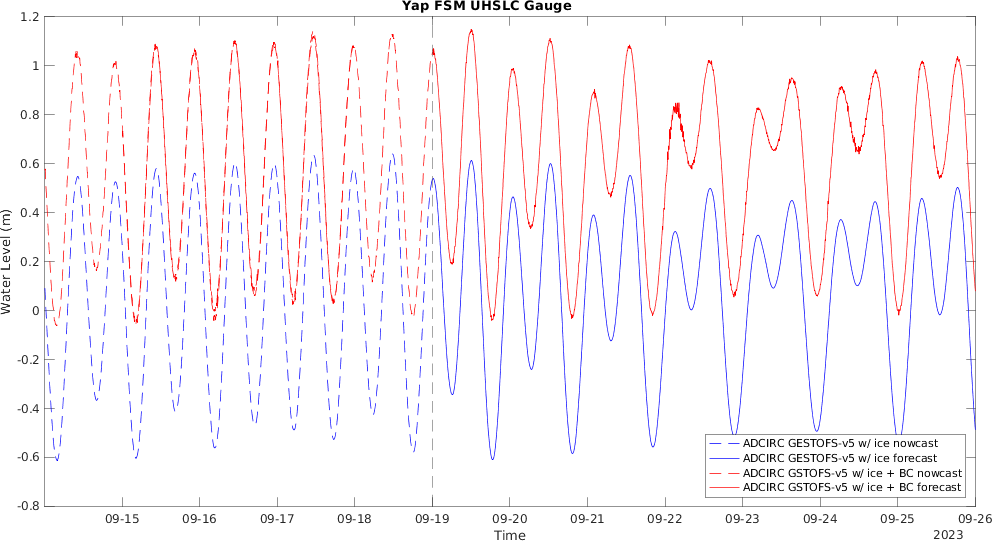 Yap FSM UHSLC Gauge
1.2
1
0.8
0.6
0.4
0.2
0
-0.2
-0.4
-0.6
-0.8
Water Level (m)
ADCIRC GESTOFS-v5 w/ ice nowcast
ADCIRC GESTOFS-v5 w/ ice forecast
ADCIRC GSTOFS-v5 w/ ice + BC nowcast
ADCIRC GSTOFS-v5 w/ ice + BC forecast
09-15 09-16 09-17 09-18 09-19 09-20 09-21 09-22 09-23 09-24 09-25 09-26
Time
2023